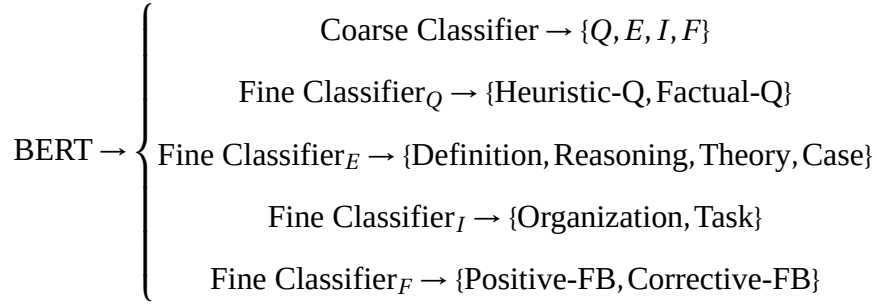 Coarse Classifier → {Q, E, I, F}
Fine Classifier_Q → {Heuristic-Q, Factual-Q}
BERT → { Fine Classifier_E → {Definition, Reasoning, Theory, Case}
Fine Classifier_I → {Organization, Task}
Fine Classifier_F → {Positive-FB, Corrective-FB}